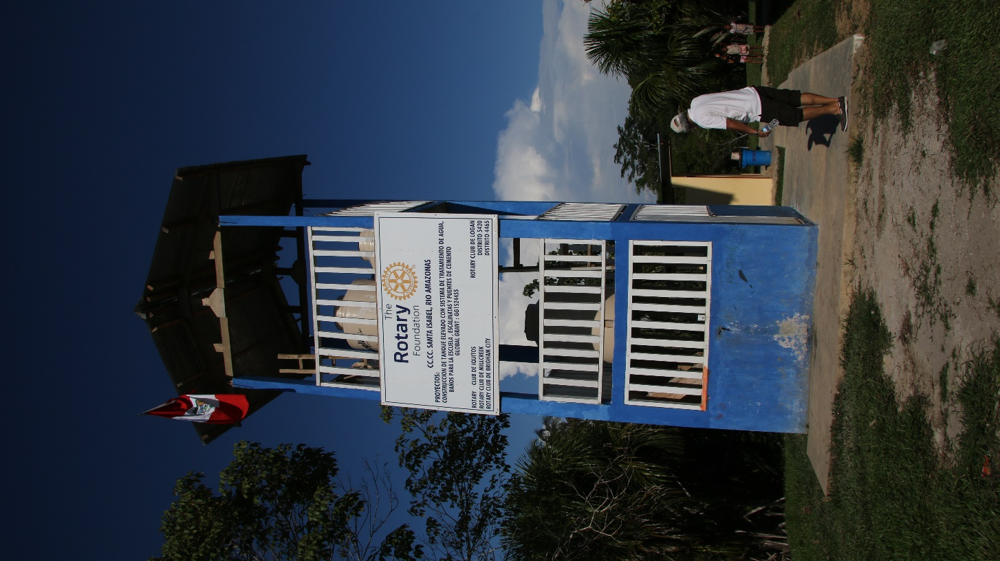 The
Rotary
Foundation
CC.CC. SANTA ISABEL, RIO AMAZONAS
PROYECTOS:
CONSTRUCCION DE TANQUE ELEVADO CON SISTEMA DE TRATAMIENTO DE AGUA,
BAÑOS PARA LA ESCUELA, ESCALINATAS Y PUENTES DE CEMENTO
GLOBAL GRANT : GG1524455
ROTARY CLUB DE IQUITOS
ROTARY CLUB DE MILLCREEK
ROTARY CLUB DE BRIGHAM CITY
ROTARY CLUB DE LOGAN
DISTRITO 5420
DISTRITO 4465